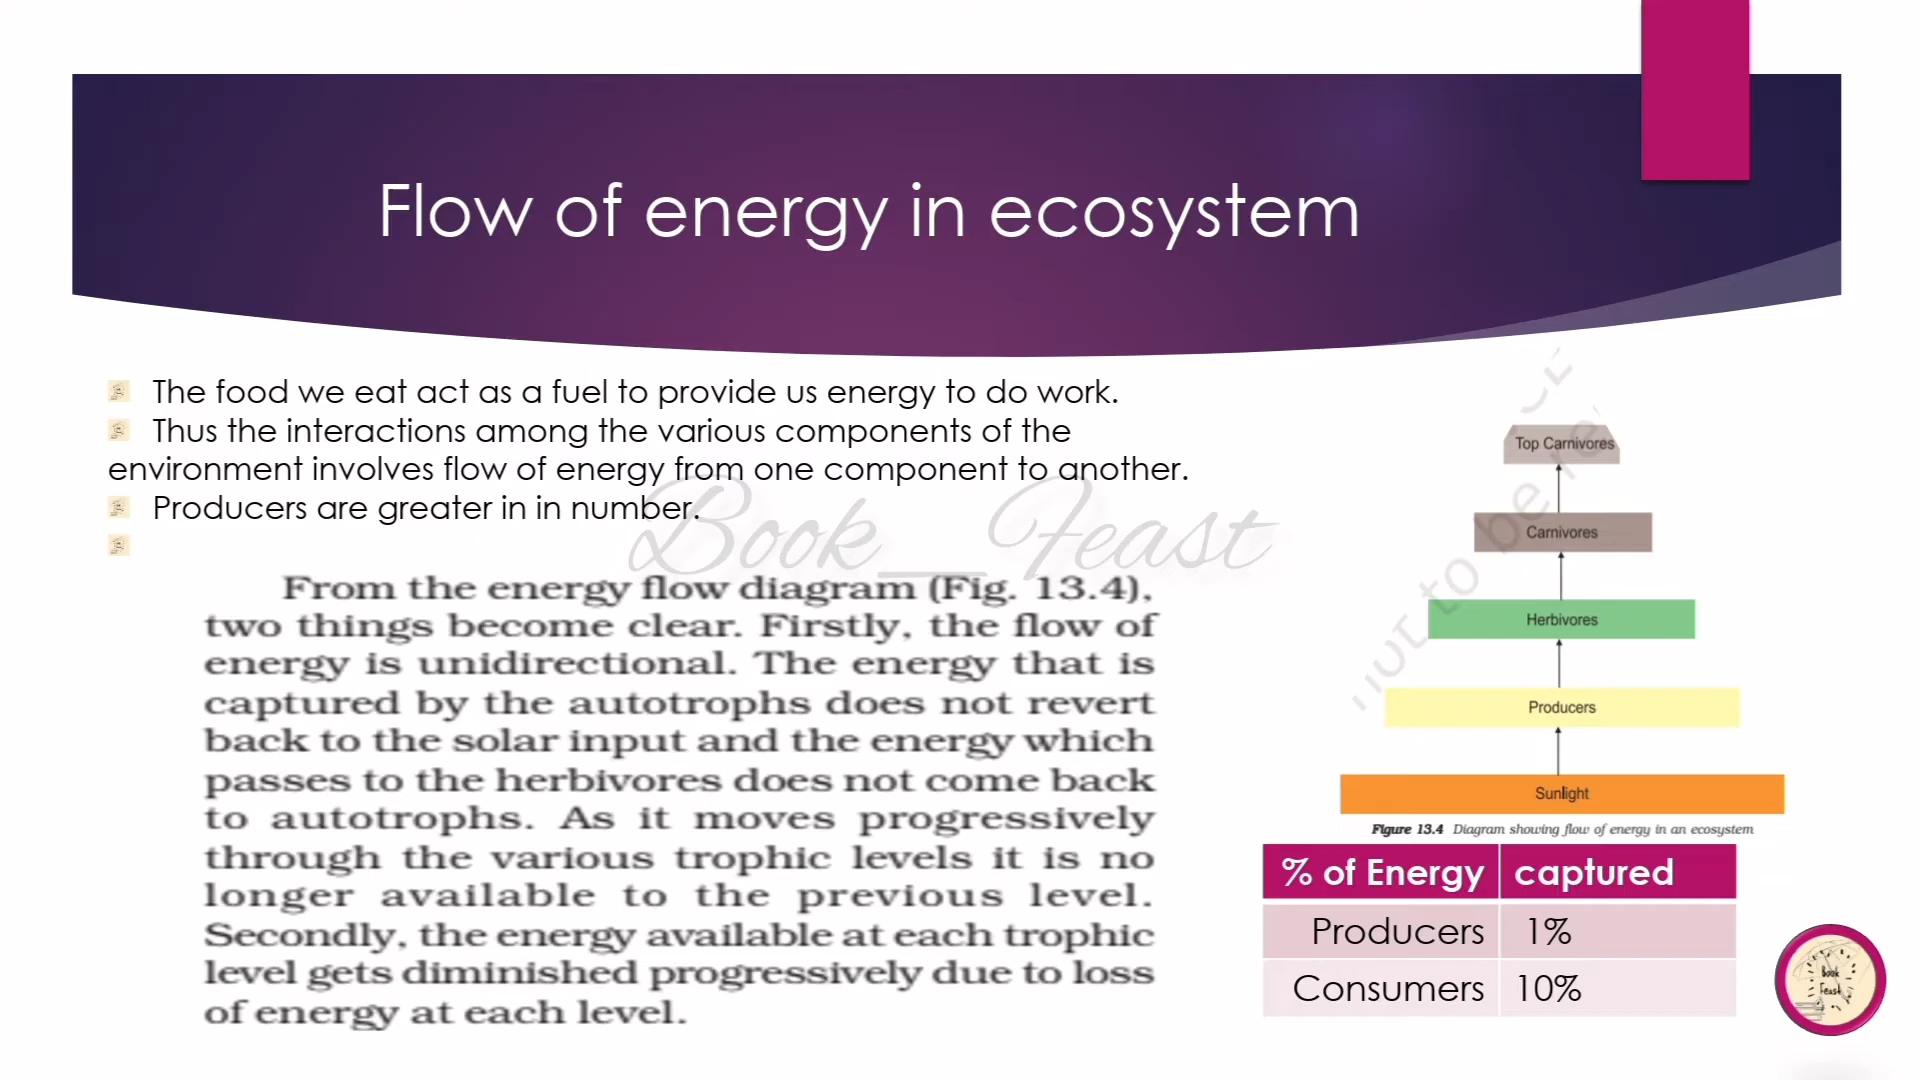 Flow of energy in ecosystem
The food we eat act as a fuel to provide us energy to do work.
Thus the interactions among the various components of the
environment involves flow of energy from one component to another.
Producers are greater in in number.
Book_Feast
From the energy flow diagram (Fig. 13.4),
two things become clear. Firstly, the flow of
energy is unidirectional. The energy that is
captured by the autotrophs does not revert
back to the solar input and the energy which
passes to the herbivores does not come back
to autotrophs. As it moves progressively
through the various trophic levels it is no
longer available to the previous level.
Secondly, the energy available at each trophic
level gets diminished progressively due to loss
of energy at each level.
Top Carnivores
Carnivores
Herbivores
Producers
Sunlight
not to be re
Figure 13.4 Diagram showing flow of energy in an ecosystem
% of Energy captured
Producers 1%
Consumers 10%
Book
Feast